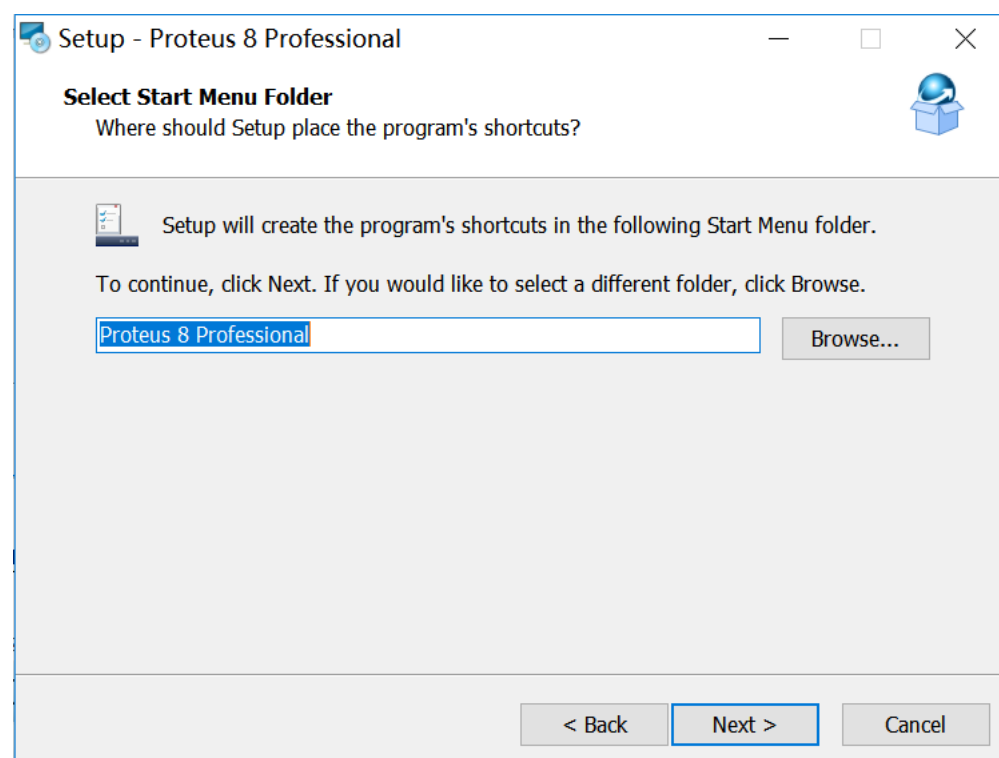 Setup - Proteus 8 Professional
Select Start Menu Folder
Where should Setup place the program's shortcuts?
Setup will create the program's shortcuts in the following Start Menu folder.
To continue, click Next. If you would like to select a different folder, click Browse.
Proteus 8 Professional
Browse...
< Back
Next >
Cancel